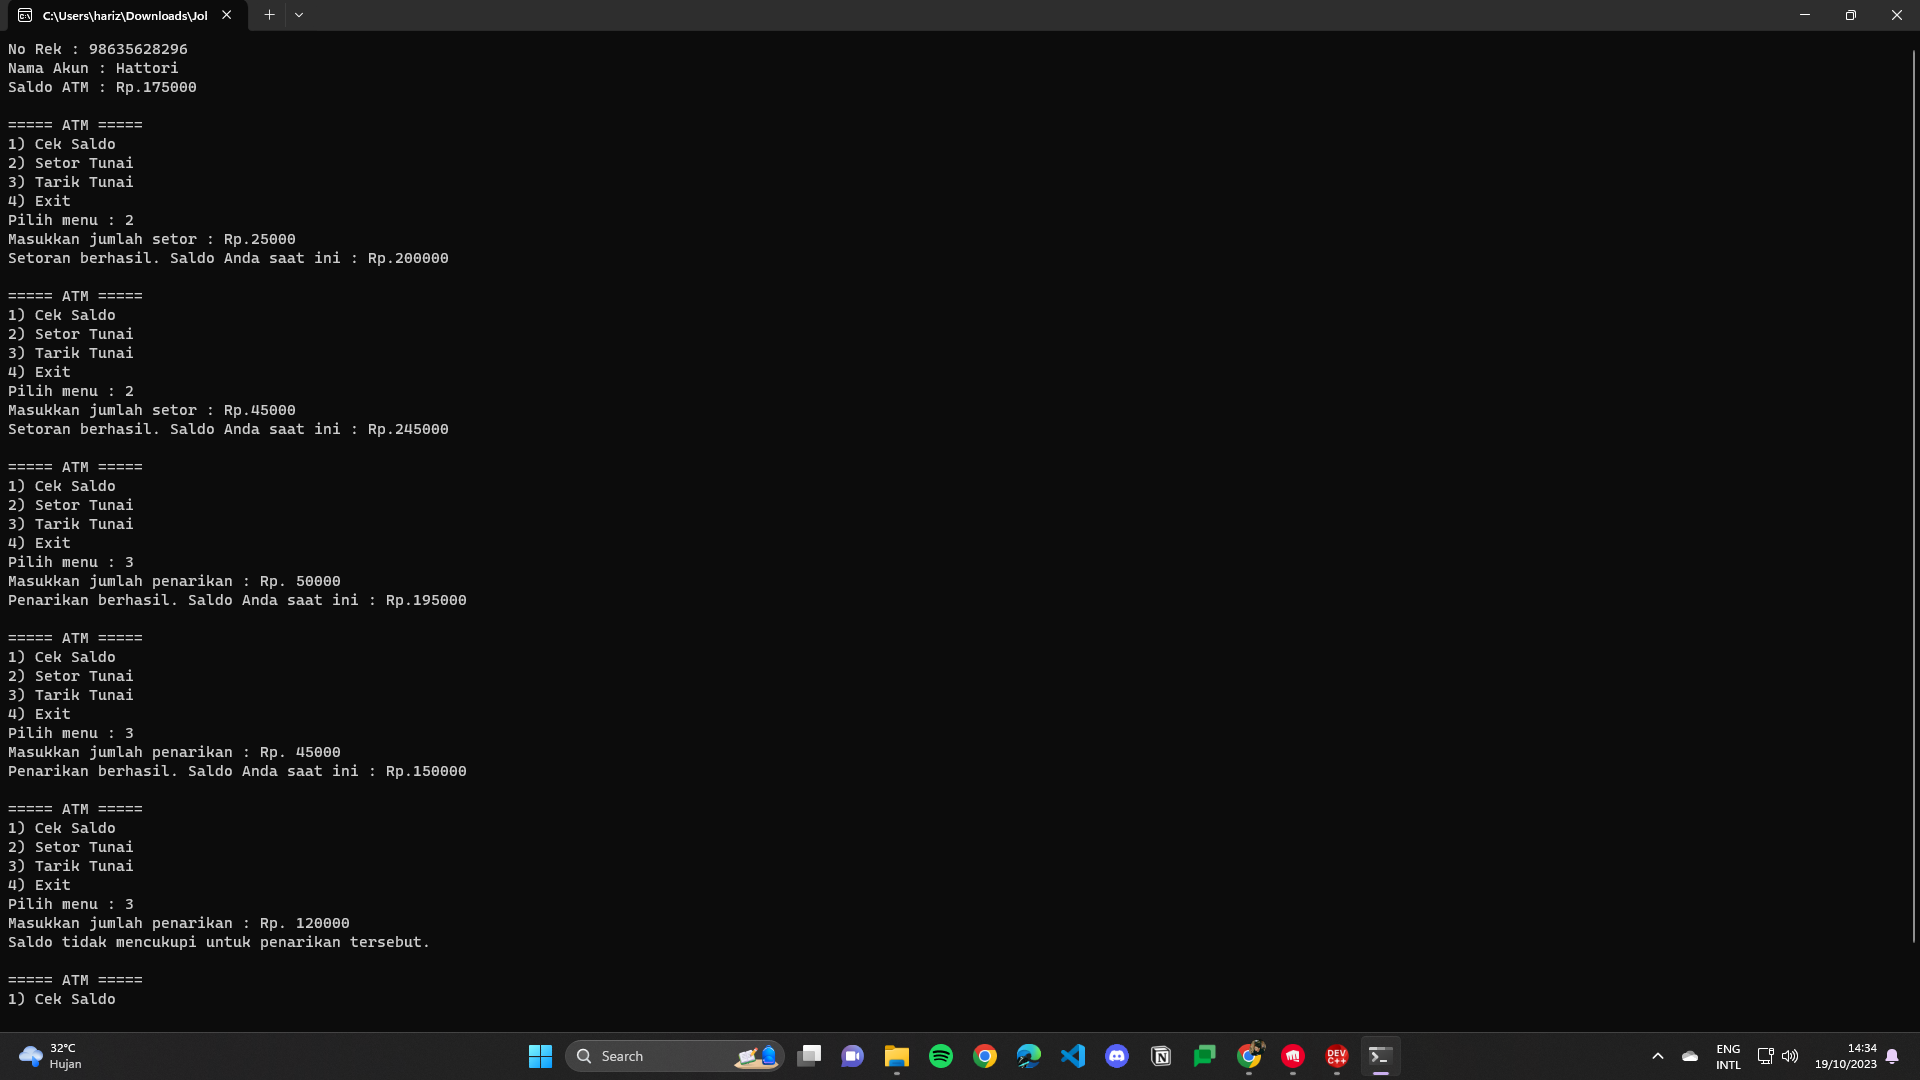 C:\Users\hariz\Downloads\Jol
No Rek : 98635628296
Nama Akun : Hattori
Saldo ATM : Rp.175000
===== ATM =====
1) Cek Saldo
2) Setor Tunai
3) Tarik Tunai
4) Exit
Pilih menu : 2
Masukkan jumlah setor : Rp.25000
Setoran berhasil. Saldo Anda saat ini : Rp.200000
===== ATM =====
1) Cek Saldo
2) Setor Tunai
3) Tarik Tunai
4) Exit
Pilih menu : 2
Masukkan jumlah setor : Rp.45000
Setoran berhasil. Saldo Anda saat ini : Rp.245000
===== ATM =====
1) Cek Saldo
2) Setor Tunai
3) Tarik Tunai
4) Exit
Pilih menu : 3
Masukkan jumlah penarikan : Rp. 50000
Penarikan berhasil. Saldo Anda saat ini : Rp.195000
===== ATM =====
1) Cek Saldo
2) Setor Tunai
3) Tarik Tunai
4) Exit
Pilih menu : 3
Masukkan jumlah penarikan : Rp. 45000
Penarikan berhasil. Saldo Anda saat ini : Rp.150000
===== ATM =====
1) Cek Saldo
2) Setor Tunai
3) Tarik Tunai
4) Exit
Pilih menu : 3
Masukkan jumlah penarikan : Rp. 120000
Saldo tidak mencukupi untuk penarikan tersebut.
===== ATM =====
1) Cek Saldo
32°C
Hujan
Search
DEV
C++
ENG
INTL
14:34
19/10/2023